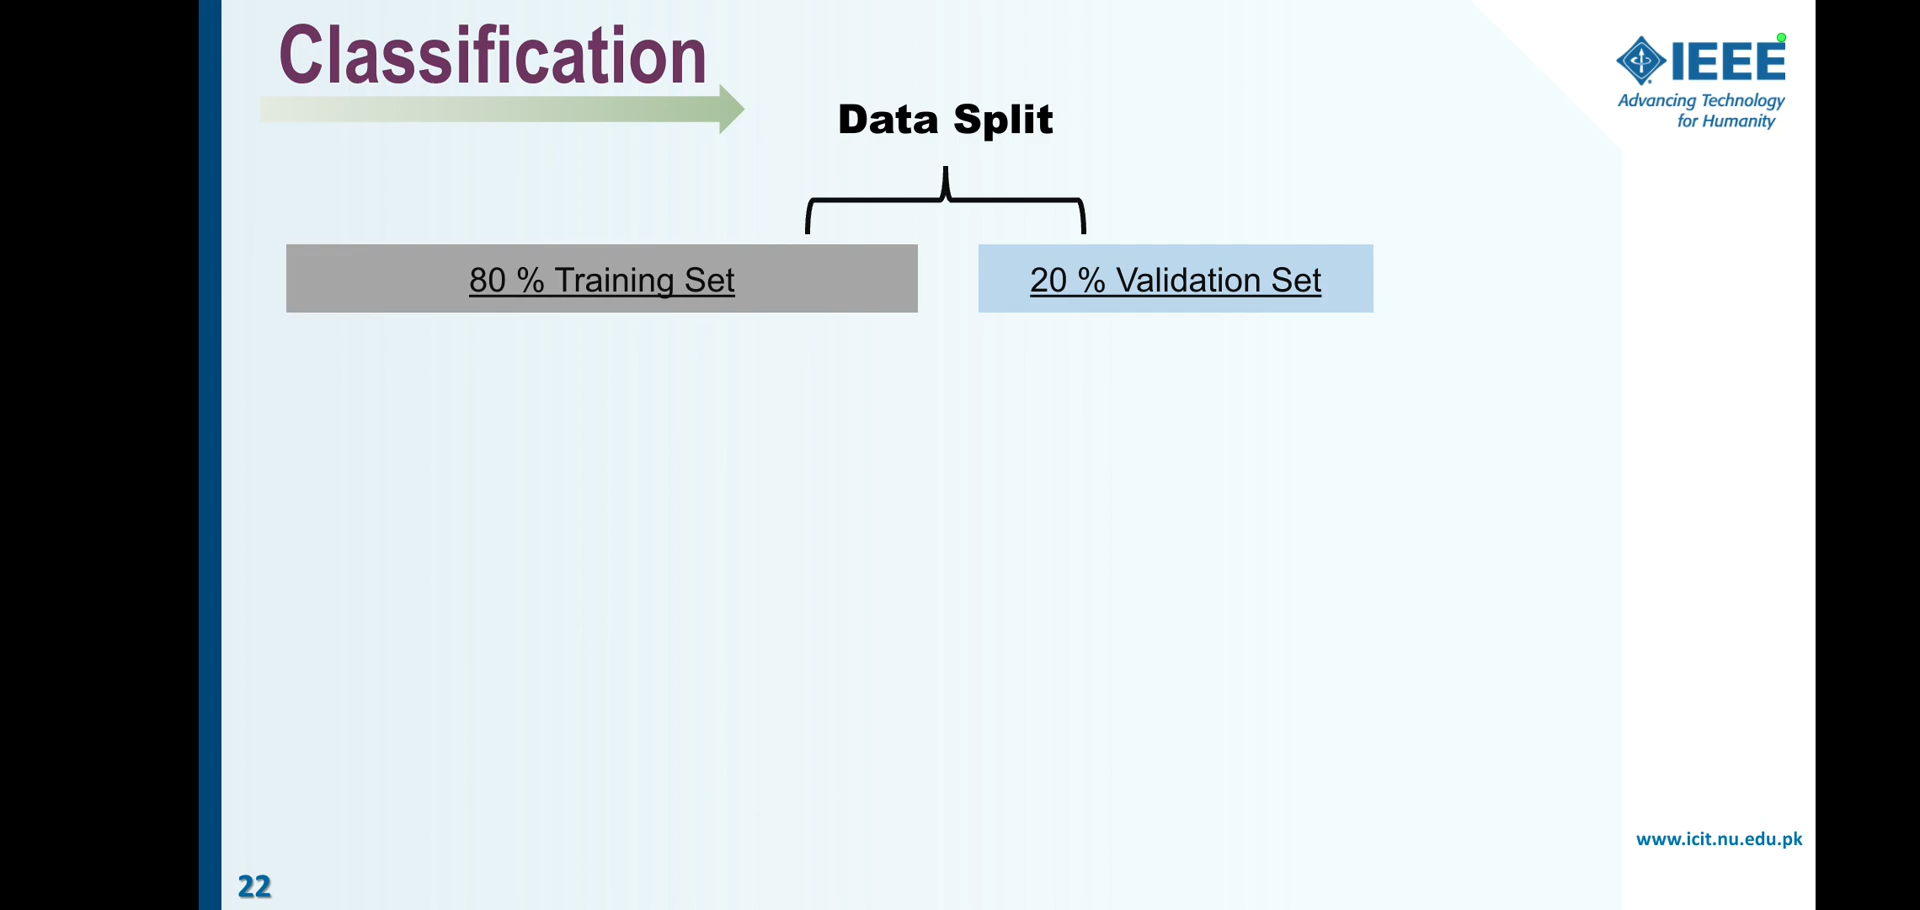 Classification
IEEE
Advancing Technology
for Humanity
Data Split
80 % Training Set
20 % Validation Set
www.icit.nu.edu.pk
22